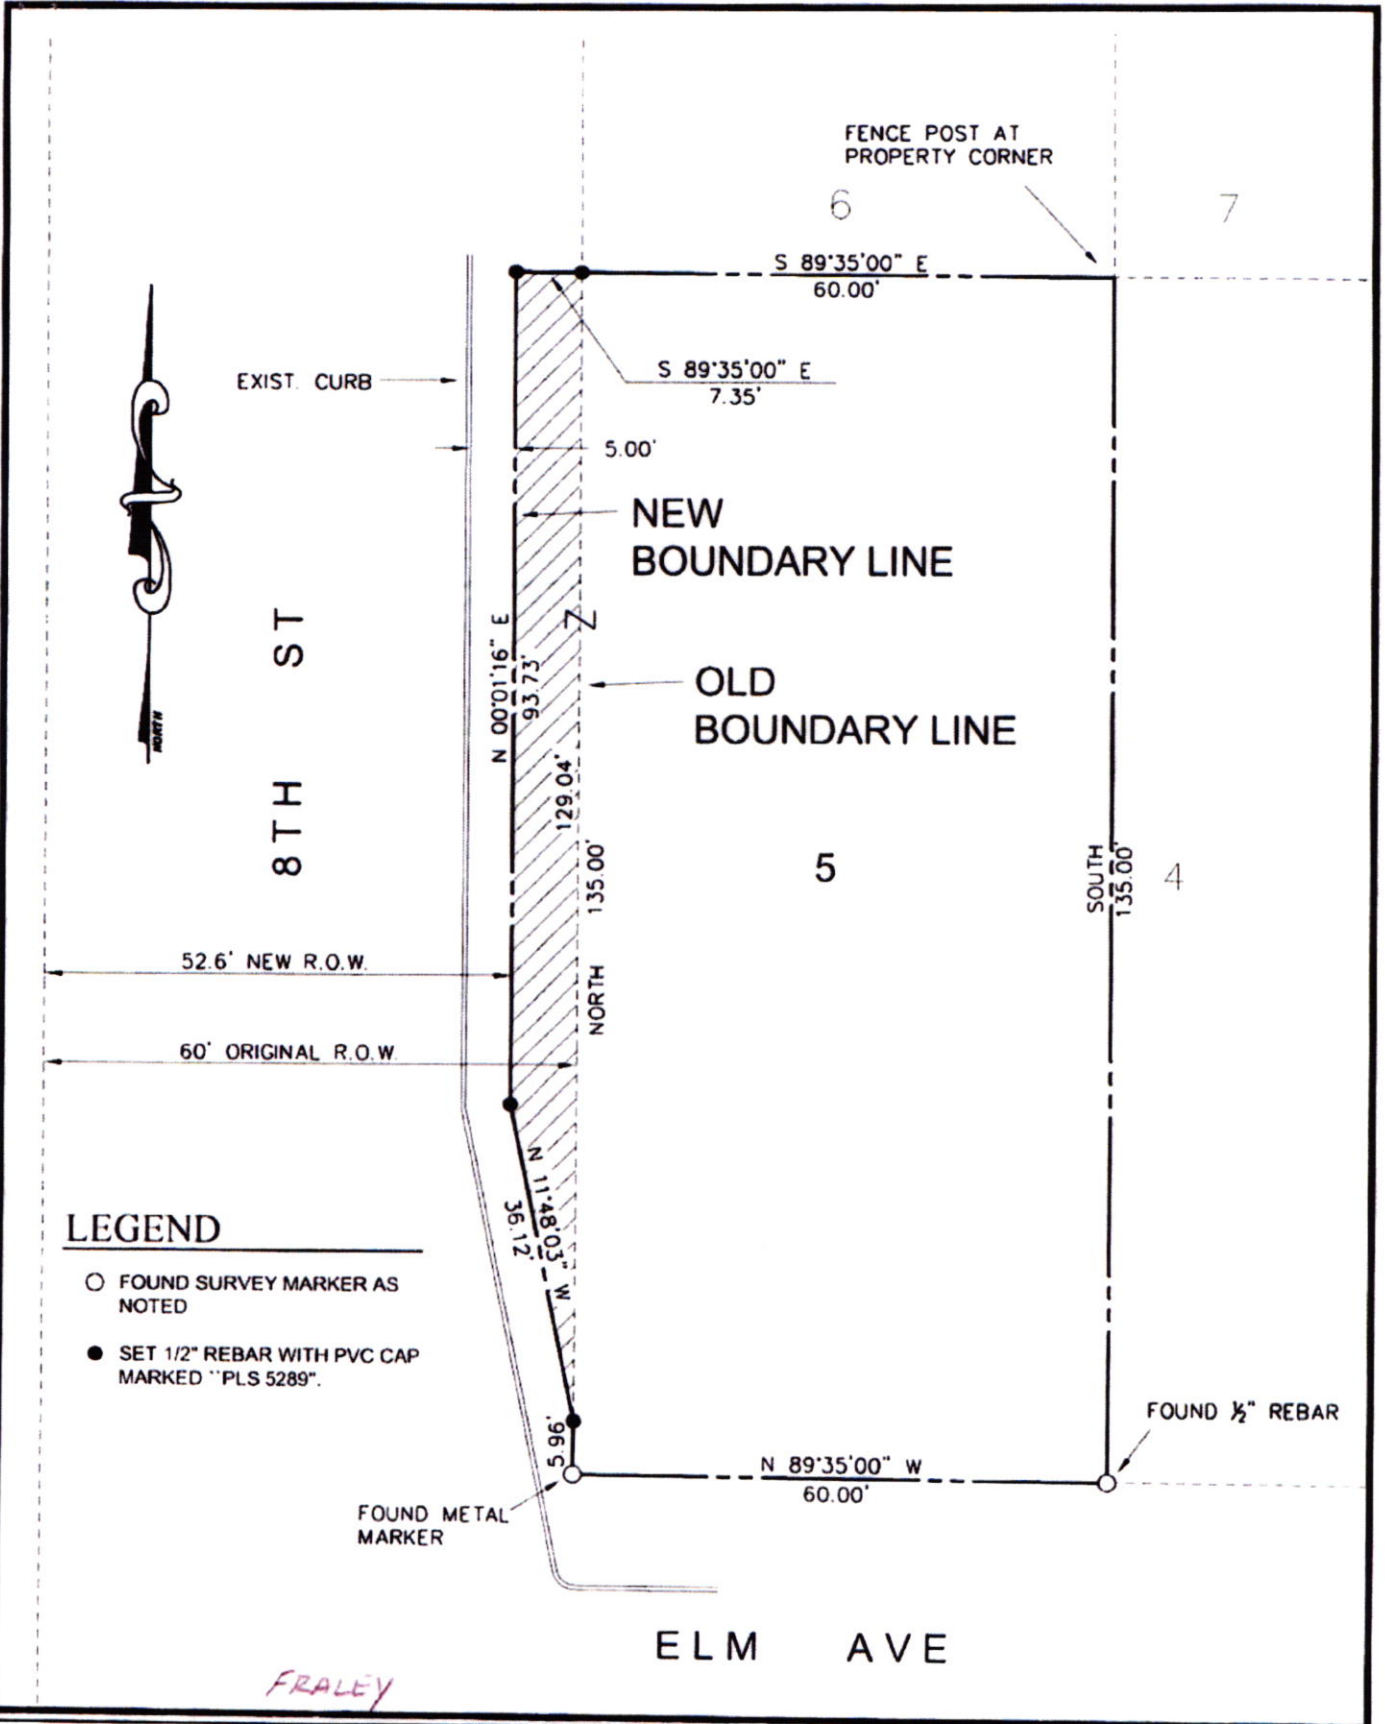 FENCE POST AT
PROPERTY CORNER
6
7
S 89°35'00" E
60.00'
EXIST. CURB
S 89°35'00" E
7.35'
5.00'
NEW
BOUNDARY LINE
N 00°01'16" E
93.73'
Z
OLD
BOUNDARY LINE
129.04'
NORTH 135.00'
5
SOUTH
135.00'
4
NORTH
8TH ST
52.6' NEW R.O.W.
60' ORIGINAL R.O.W.
N 11°48'03" W
36.12'
LEGEND
FOUND SURVEY MARKER AS
NOTED
SET 1/2" REBAR WITH PVC CAP
MARKED "PLS 5289".
5.96'
FOUND ½" REBAR
N 89°35'00" W
60.00'
FOUND METAL
MARKER
ELM AVE
FRALEY